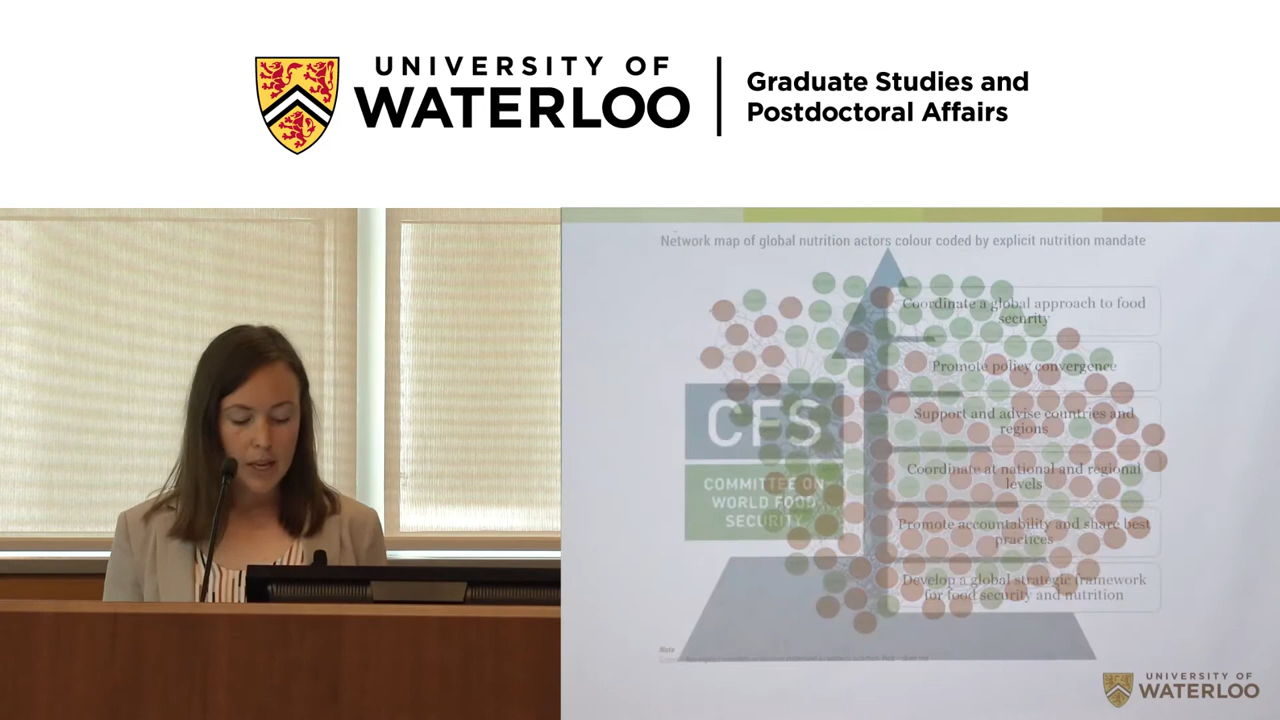 UNIVERSITY OF
WATERLOO
Graduate Studies and
Postdoctoral Affairs
Network map of global nutrition actors colour coded by explicit nutrition mandate
Coordinate a global approach to food
security
Promote policy convergence
CFS
Support and advise countries and
regions
COMMITTEE ON
WORLD FOOD
SECURITY
Coordinate at national and regional
levels
Promote accountability and share best
practices
Develop a global strategic framework
for food security and nutrition
Note
UNIVERSITY OF
WATERLOO